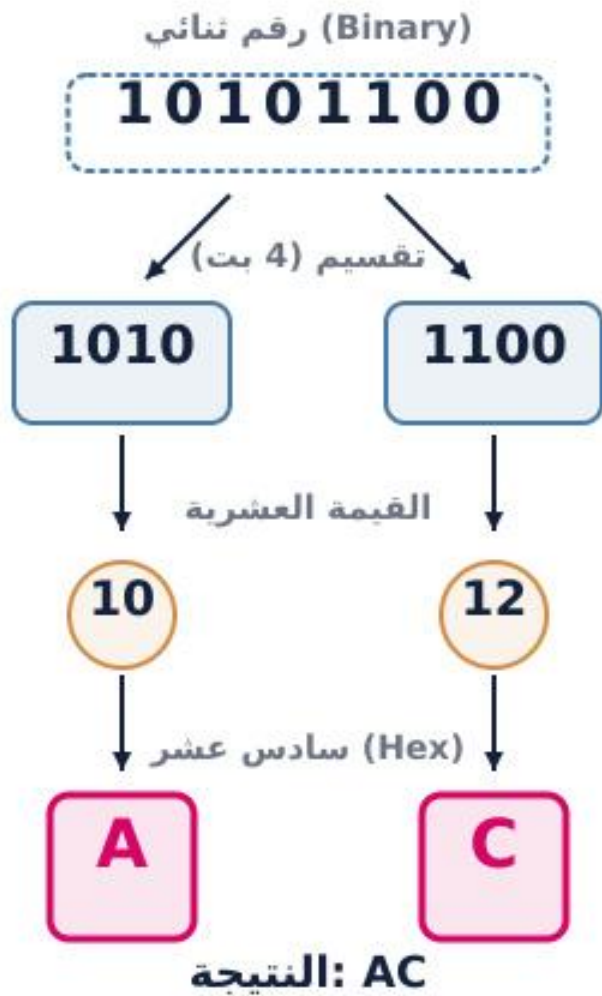 رقم ثنائي (Binary)
10101100
تقسيم (4 بت)
1010 1100
القيمة العشرية
10 12
سادس عشر (Hex)
A C
النتيجة: AC